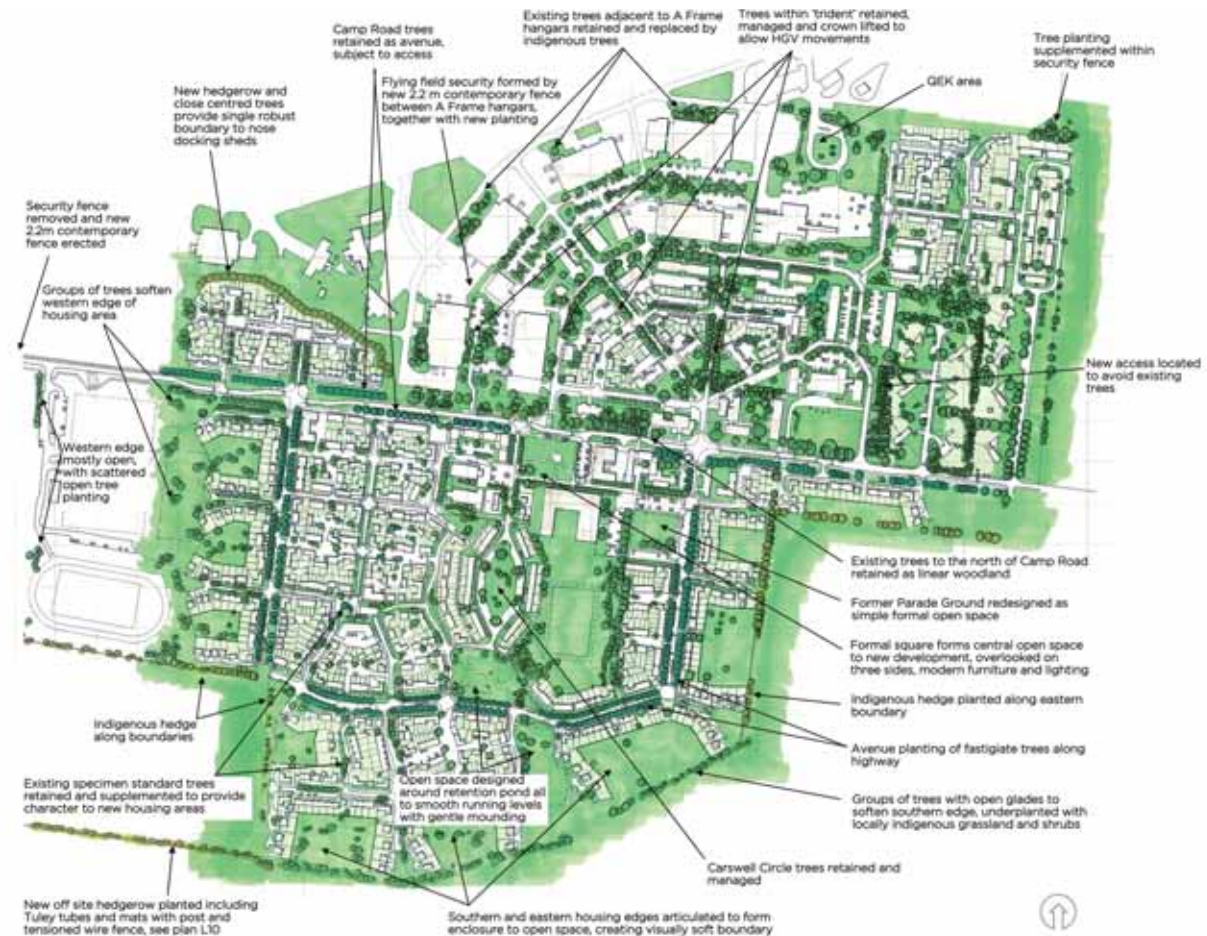 Camp Road trees
retained as avenue,
subject to access
Existing trees adjacent to A Frame
hangars retained and replaced by
indigenous trees
Trees within 'trident' retained,
managed and crown lifted to
allow HGV movements
Tree planting
supplemented within
security fence
QEK area
New hedgerow and
close centred trees
provide single robust
boundary to nose
docking sheds
Flying field security formed by
new 2.2 m contemporary fence
between A Frame hangars,
together with new planting
Security fence
removed and new
2.2m contemporary
fence erected
Groups of trees soften
western edge of
housing area
New access located
to avoid existing
trees
Western edge
mostly open,
with scattered
open tree
planting
Existing trees to the north of Camp Road
retained as linear woodland
Former Parade Ground redesigned as
simple formal open space
Formal square forms central open space
to new development, overlooked on
three sides, modern furniture and lighting
Indigenous hedge planted along eastern
boundary
Indigenous hedge
along boundaries
Avenue planting of fastigiate trees along
highway
Existing specimen standard trees
retained and supplemented to provide
character to new housing areas
Open space designed
around retention pond all
to smooth running levels
with gentle mounding
Groups of trees with open glades to
soften southern edge, underplanted with
locally indigenous grassland and shrubs
Carswell Circle trees retained and
managed
New off site hedgerow planted including
Tuley tubes and mats with post and
tensioned wire fence, see plan L10
Southern and eastern housing edges articulated to form
enclosure to open space, creating visually soft boundary